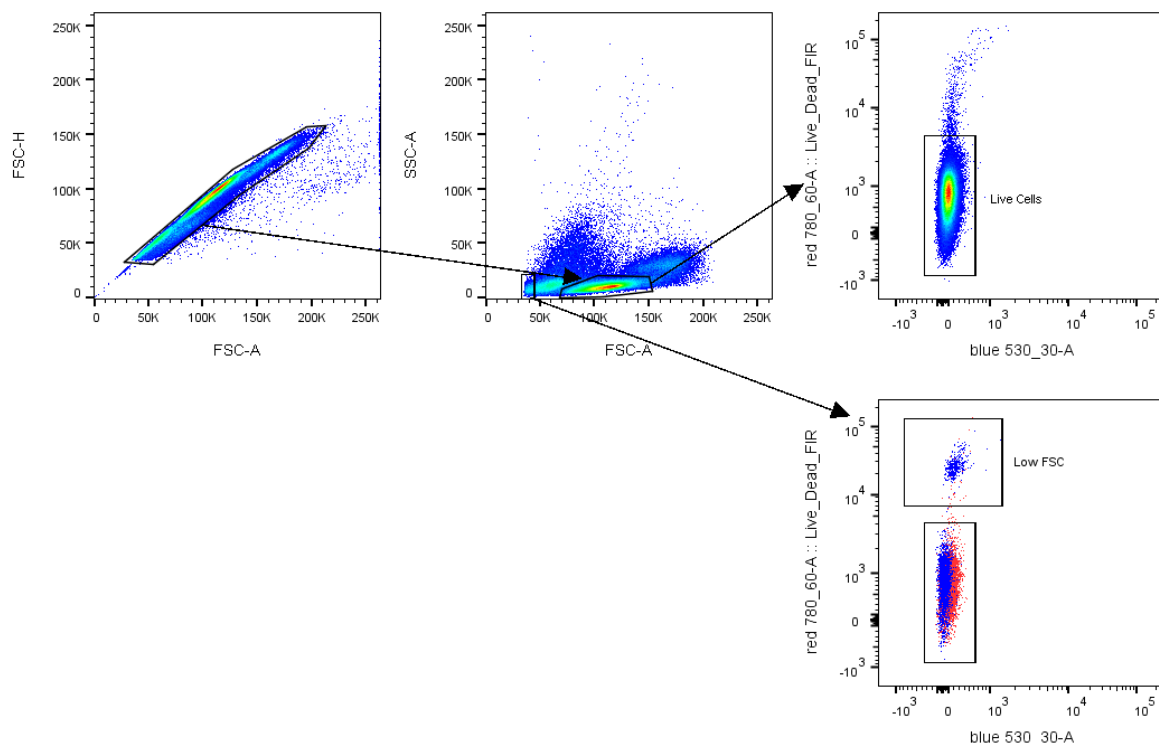 250K
200K
150K
100K
50K
0
FSC-H
0 50K 100K 150K 200K 250K
FSC-A
250K
200K
150K
100K
50K
0
SSC-A
0 50K 100K 150K 200K 250K
FSC-A
10^5
10^4
10^3
0
-10^3
red 780_60-A :: Live_Dead_FIR
Live Cells
-10^3 0 10^3 10^4 10^5
blue 530_30-A
10^5
10^4
10^3
0
-10^3
red 780_60-A :: Live_Dead_FIR
Low FSC
-10^3 0 10^3 10^4 10^5
blue 530_30-A